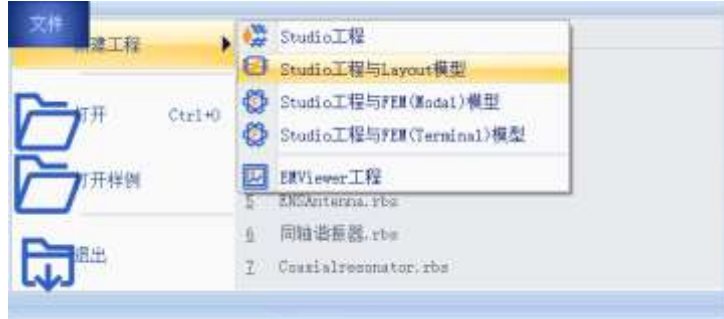 文件
新建工程
打开 Ctrl+O
打开样例
退出
Studio工程
Studio工程与Layout模型
Studio工程与FEM(Modal)模型
Studio工程与FEM(Terminal)模型
EMViewer工程
5 ENSAntenna.rbs
6 同轴谐振器.rbs
7 Coaxialresonator.rbs